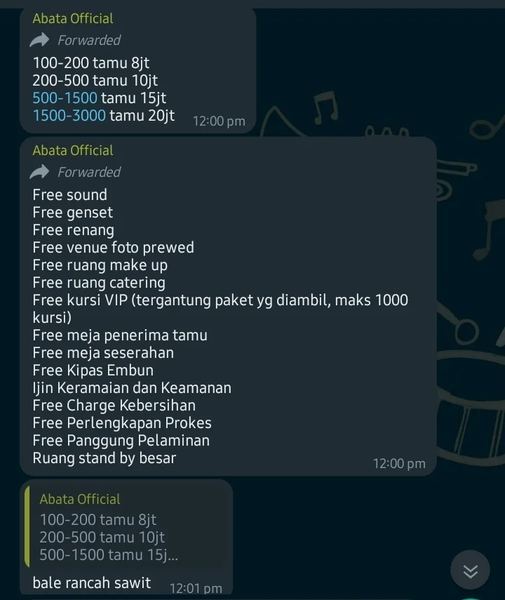 Abata Official
Forwarded
100-200 tamu 8jt
200-500 tamu 10jt
500-1500 tamu 15jt
1500-3000 tamu 20jt
12:00 pm
Abata Official
Forwarded
Free sound
Free genset
Free renang
Free venue foto prewed
Free ruang make up
Free ruang catering
Free kursi VIP (tergantung paket yg diambil, maks 1000
kursi)
Free meja penerima tamu
Free meja seserahan
Free Kipas Embun
Ijin Keramaian dan Keamanan
Free Charge Kebersihan
Free Perlengkapan Prokes
Free Panggung Pelaminan
Ruang stand by besar
12:00 pm
Abata Official
100-200 tamu 8jt
200-500 tamu 10jt
500-1500 tamu 15j...
bale rancah sawit
12:01 pm